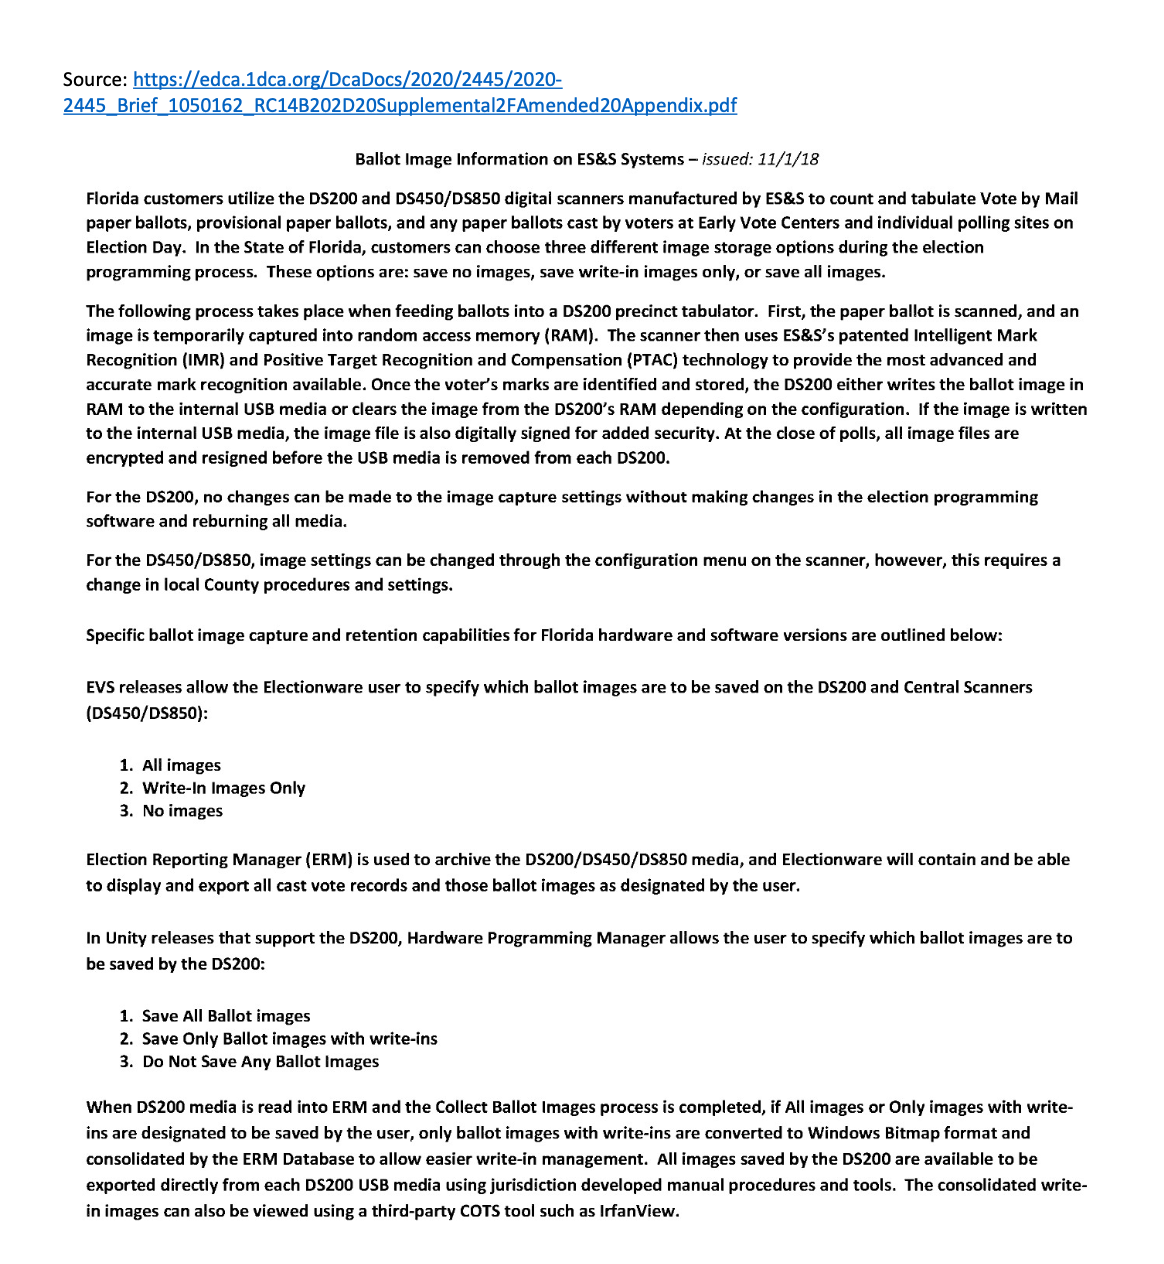 Source: https://edca.1dca.org/DcaDocs/2020/2445/2020-
2445_Brief_1050162_RC14B202D20Supplemental2FAmended20Appendix.pdf
Ballot Image Information on ES&S Systems – issued: 11/1/18
Florida customers utilize the DS200 and DS450/DS850 digital scanners manufactured by ES&S to count and tabulate Vote by Mail
paper ballots, provisional paper ballots, and any paper ballots cast by voters at Early Vote Centers and individual polling sites on
Election Day. In the State of Florida, customers can choose three different image storage options during the election
programming process. These options are: save no images, save write-in images only, or save all images.
The following process takes place when feeding ballots into a DS200 precinct tabulator. First, the paper ballot is scanned, and an
image is temporarily captured into random access memory (RAM). The scanner then uses ES&S's patented Intelligent Mark
Recognition (IMR) and Positive Target Recognition and Compensation (PTAC) technology to provide the most advanced and
accurate mark recognition available. Once the voter's marks are identified and stored, the DS200 either writes the ballot image in
RAM to the internal USB media or clears the image from the DS200's RAM depending on the configuration. If the image is written
to the internal USB media, the image file is also digitally signed for added security. At the close of polls, all image files are
encrypted and resigned before the USB media is removed from each DS200.
For the DS200, no changes can be made to the image capture settings without making changes in the election programming
software and reburning all media.
For the DS450/DS850, image settings can be changed through the configuration menu on the scanner, however, this requires a
change in local County procedures and settings.
Specific ballot image capture and retention capabilities for Florida hardware and software versions are outlined below:
EVS releases allow the Electionware user to specify which ballot images are to be saved on the DS200 and Central Scanners
(DS450/DS850):
1. All images
2. Write-In Images Only
3. No images
Election Reporting Manager (ERM) is used to archive the DS200/DS450/DS850 media, and Electionware will contain and be able
to display and export all cast vote records and those ballot images as designated by the user.
In Unity releases that support the DS200, Hardware Programming Manager allows the user to specify which ballot images are to
be saved by the DS200:
1. Save All Ballot images
2. Save Only Ballot images with write-ins
3. Do Not Save Any Ballot Images
When DS200 media is read into ERM and the Collect Ballot Images process is completed, if All images or Only images with write-
ins are designated to be saved by the user, only ballot images with write-ins are converted to Windows Bitmap format and
consolidated by the ERM Database to allow easier write-in management. All images saved by the DS200 are available to be
exported directly from each DS200 USB media using jurisdiction developed manual procedures and tools. The consolidated write-
in images can also be viewed using a third-party COTS tool such as IrfanView.